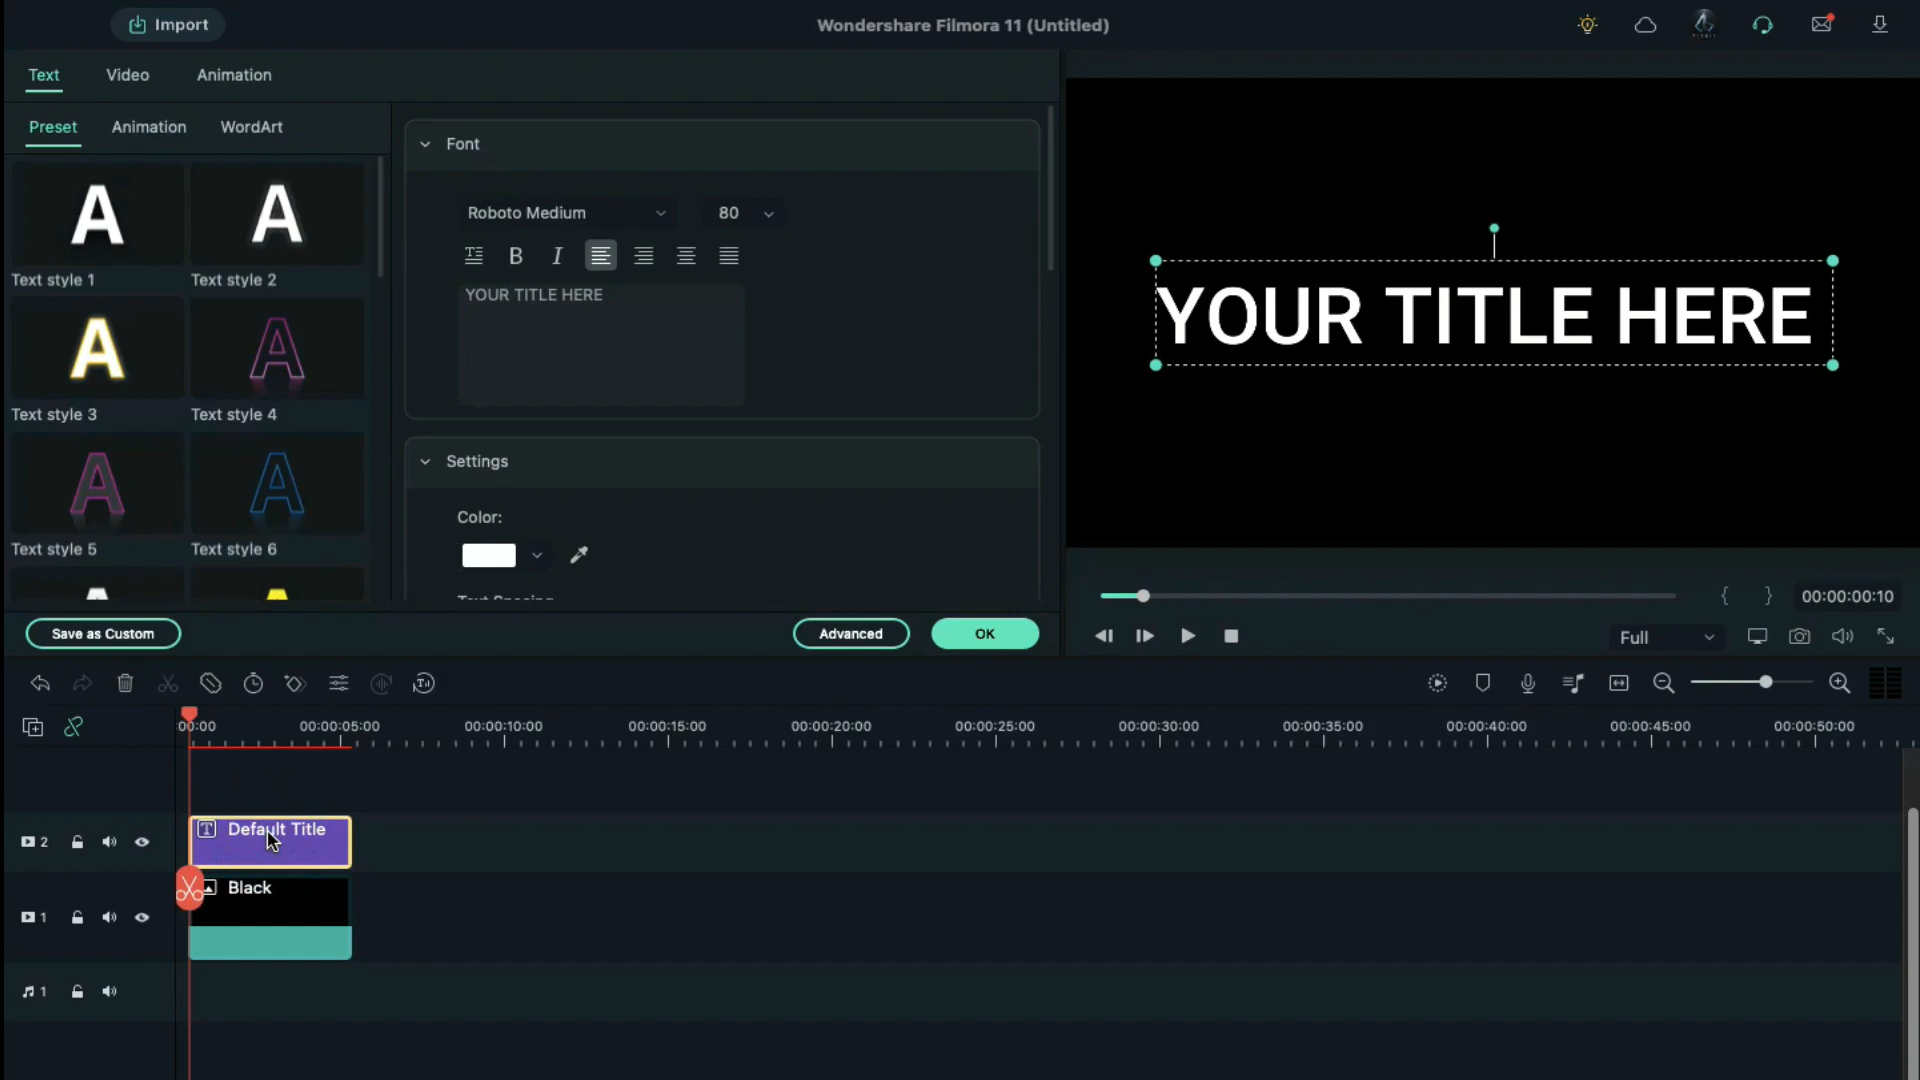 Import
Wondershare Filmora 11 (Untitled)
Text Video Animation
Preset Animation WordArt
Font
Roboto Medium 80
B I
YOUR TITLE HERE
Text style 1 Text style 2
Text style 3 Text style 4
Text style 5 Text style 6
Settings
Color:
YOUR TITLE HERE
00:00:00:10
Save as Custom Advanced OK
Full
00:00 00:00:05:00 00:00:10:00 00:00:15:00 00:00:20:00 00:00:25:00 00:00:30:00 00:00:35:00 00:00:40:00 00:00:45:00 00:00:50:00
2 Default Title
Black
1
1